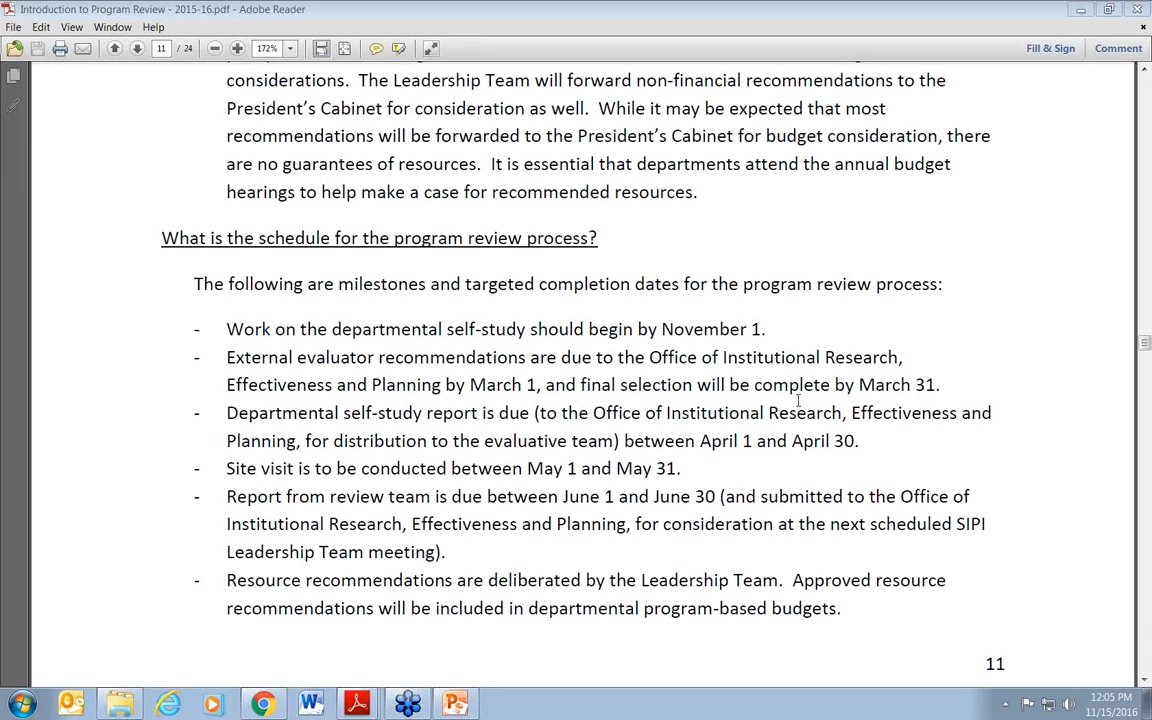 Introduction to Program Review - 2015-16.pdf - Adobe Reader
File Edit View Window Help
11 / 24 172% Fill & Sign Comment
considerations. The Leadership Team will forward non-financial recommendations to the
President's Cabinet for consideration as well. While it may be expected that most
recommendations will be forwarded to the President's Cabinet for budget consideration, there
are no guarantees of resources. It is essential that departments attend the annual budget
hearings to help make a case for recommended resources.
What is the schedule for the program review process?
The following are milestones and targeted completion dates for the program review process:
- Work on the departmental self-study should begin by November 1.
- External evaluator recommendations are due to the Office of Institutional Research,
Effectiveness and Planning by March 1, and final selection will be complete by March 31.
- Departmental self-study report is due (to the Office of Institutional Research, Effectiveness and
Planning, for distribution to the evaluative team) between April 1 and April 30.
- Site visit is to be conducted between May 1 and May 31.
- Report from review team is due between June 1 and June 30 (and submitted to the Office of
Institutional Research, Effectiveness and Planning, for consideration at the next scheduled SIPI
Leadership Team meeting).
- Resource recommendations are deliberated by the Leadership Team. Approved resource
recommendations will be included in departmental program-based budgets.
11
12:05 PM
11/15/2016